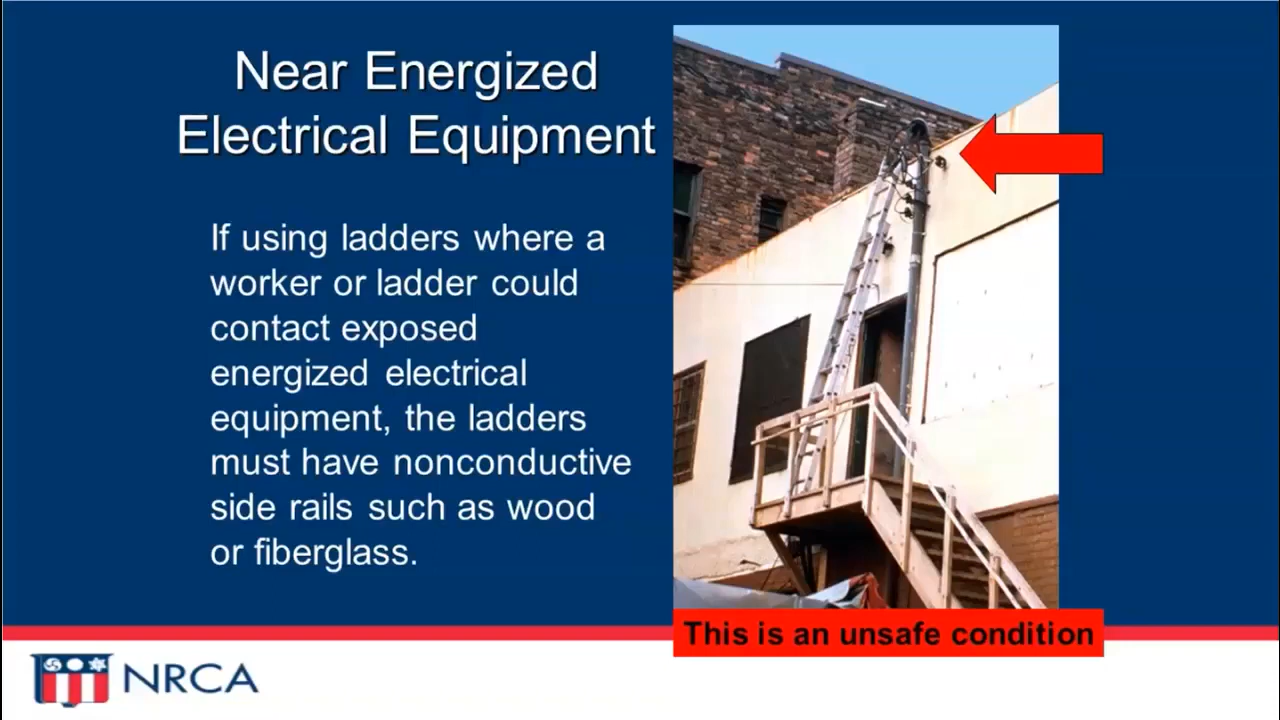 Near Energized
Electrical Equipment
If using ladders where a
worker or ladder could
contact exposed
energized electrical
equipment, the ladders
must have nonconductive
side rails such as wood
or fiberglass.
This is an unsafe condition
NRCA